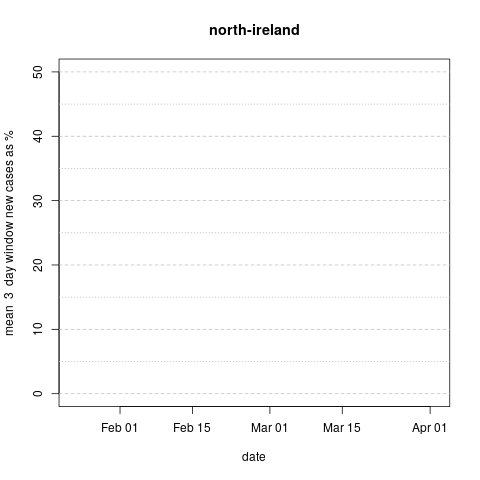 north-ireland
mean 3 day window new cases as %
50
40
30
20
10
0
Feb 01
Feb 15
Mar 01
Mar 15
Apr 01
date